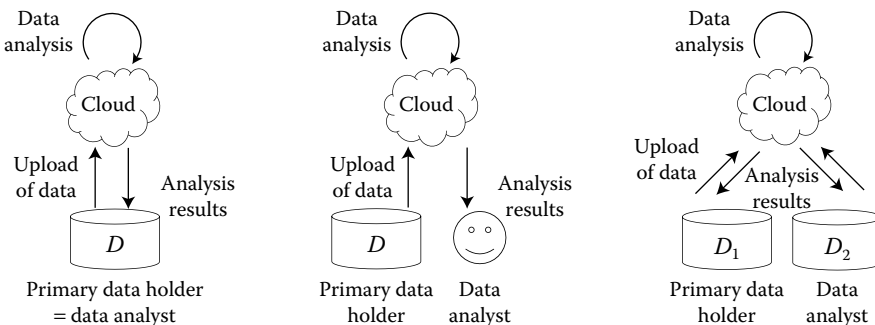 Data
analysis
Cloud
Upload
of data
Analysis
results
D
Primary data holder
= data analyst
Data
analysis
Cloud
Upload
of data
Analysis
results
D
Primary data
holder
Data
analyst
Data
analysis
Cloud
Upload
of data
Analysis
results
D₁
D₂
Primary data
holder
Data
analyst